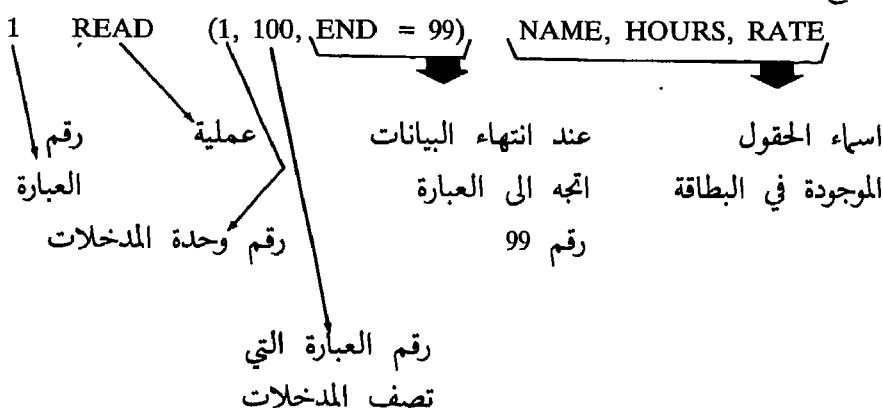 1 READ (1, 100, END = 99) NAME, HOURS, RATE
رقم
العبارة
عملية
رقم وحدة المدخلات
عند انتهاء البيانات
اتجه الى العبارة
رقم 99
اسماء الحقول
الموجودة في البطاقة
رقم العبارة التي
تصف المدخلات